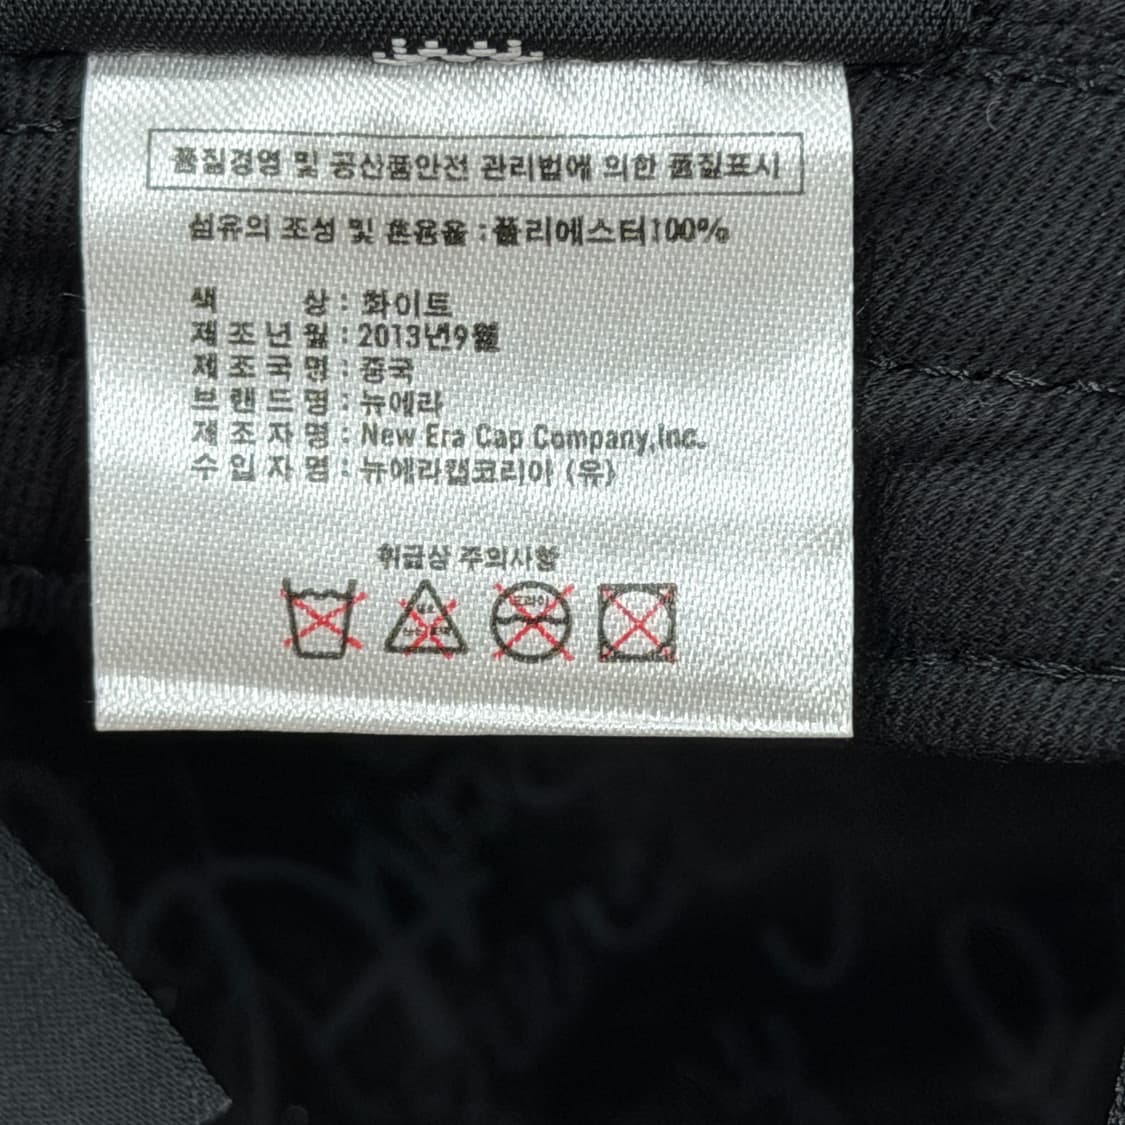 품질경영 및 공산품안전 관리법에 의한 품질표시
섬유의 조성 및 혼용율 : 폴리에스터100%
색 상 : 화이트
제 조 년 월 : 2013년9월
제 조 국 명 : 중국
브 랜 드 명 : 뉴에라
제 조 자 명 : New Era Cap Company,Inc.
수 입 자 명 : 뉴에라캡코리아 (유)
취급상 주의사항
드라이